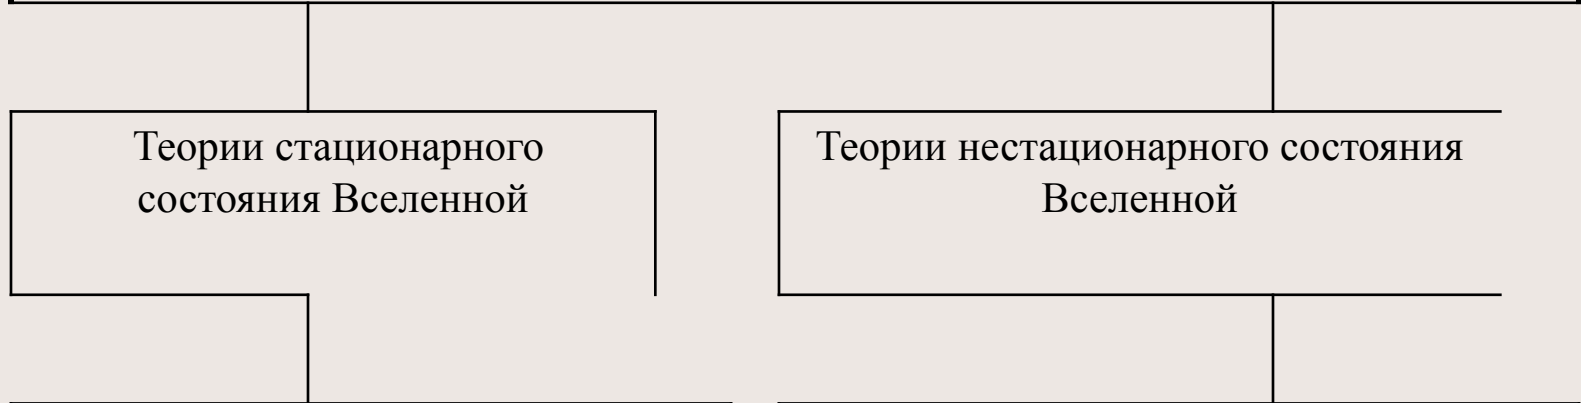 Теории стационарного
состояния Вселенной
Теории нестационарного состояния
Вселенной